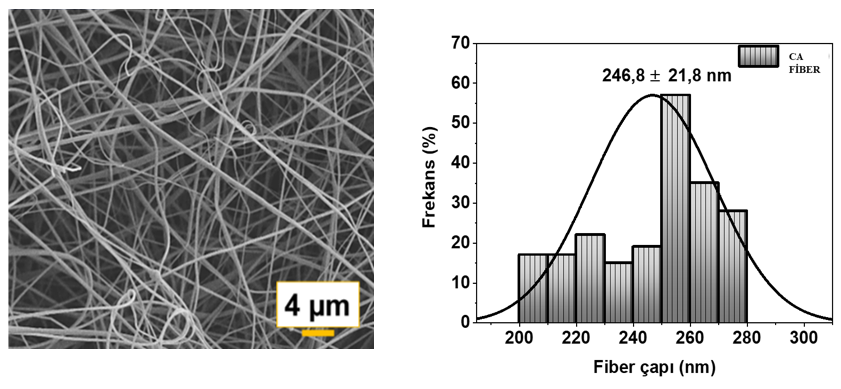 4 μm
70
60
50
40
30
20
10
0
Frekans (%)
246,8 ± 21,8 nm
CA
FİBER
200 220 240 260 280 300
Fiber çapı (nm)